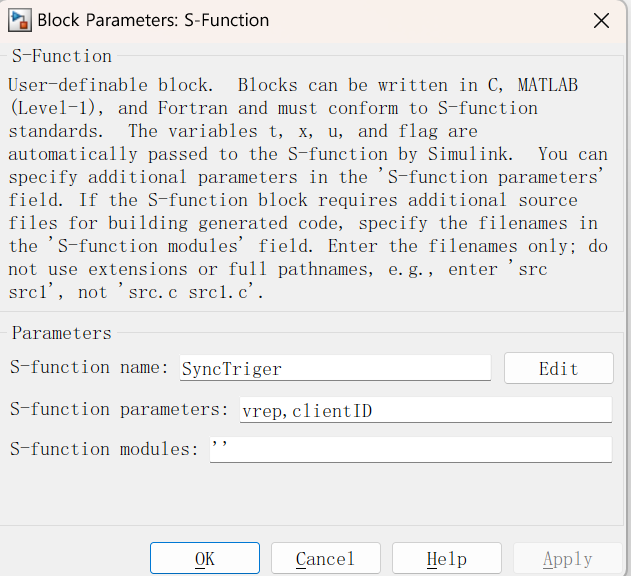 Block Parameters: S-Function
S-Function
User-definable block.  Blocks can be written in C, MATLAB
(Level-1), and Fortran and must conform to S-function
standards.  The variables t, x, u, and flag are
automatically passed to the S-function by Simulink.  You can
specify additional parameters in the 'S-function parameters'
field. If the S-function block requires additional source
files for building generated code, specify the filenames in
the 'S-function modules' field. Enter the filenames only; do
not use extensions or full pathnames, e.g., enter 'src
src1', not 'src.c src1.c'.
Parameters
S-function name: SyncTriger Edit
S-function parameters: vrep,clientID
S-function modules: ''
OK Cancel Help Apply